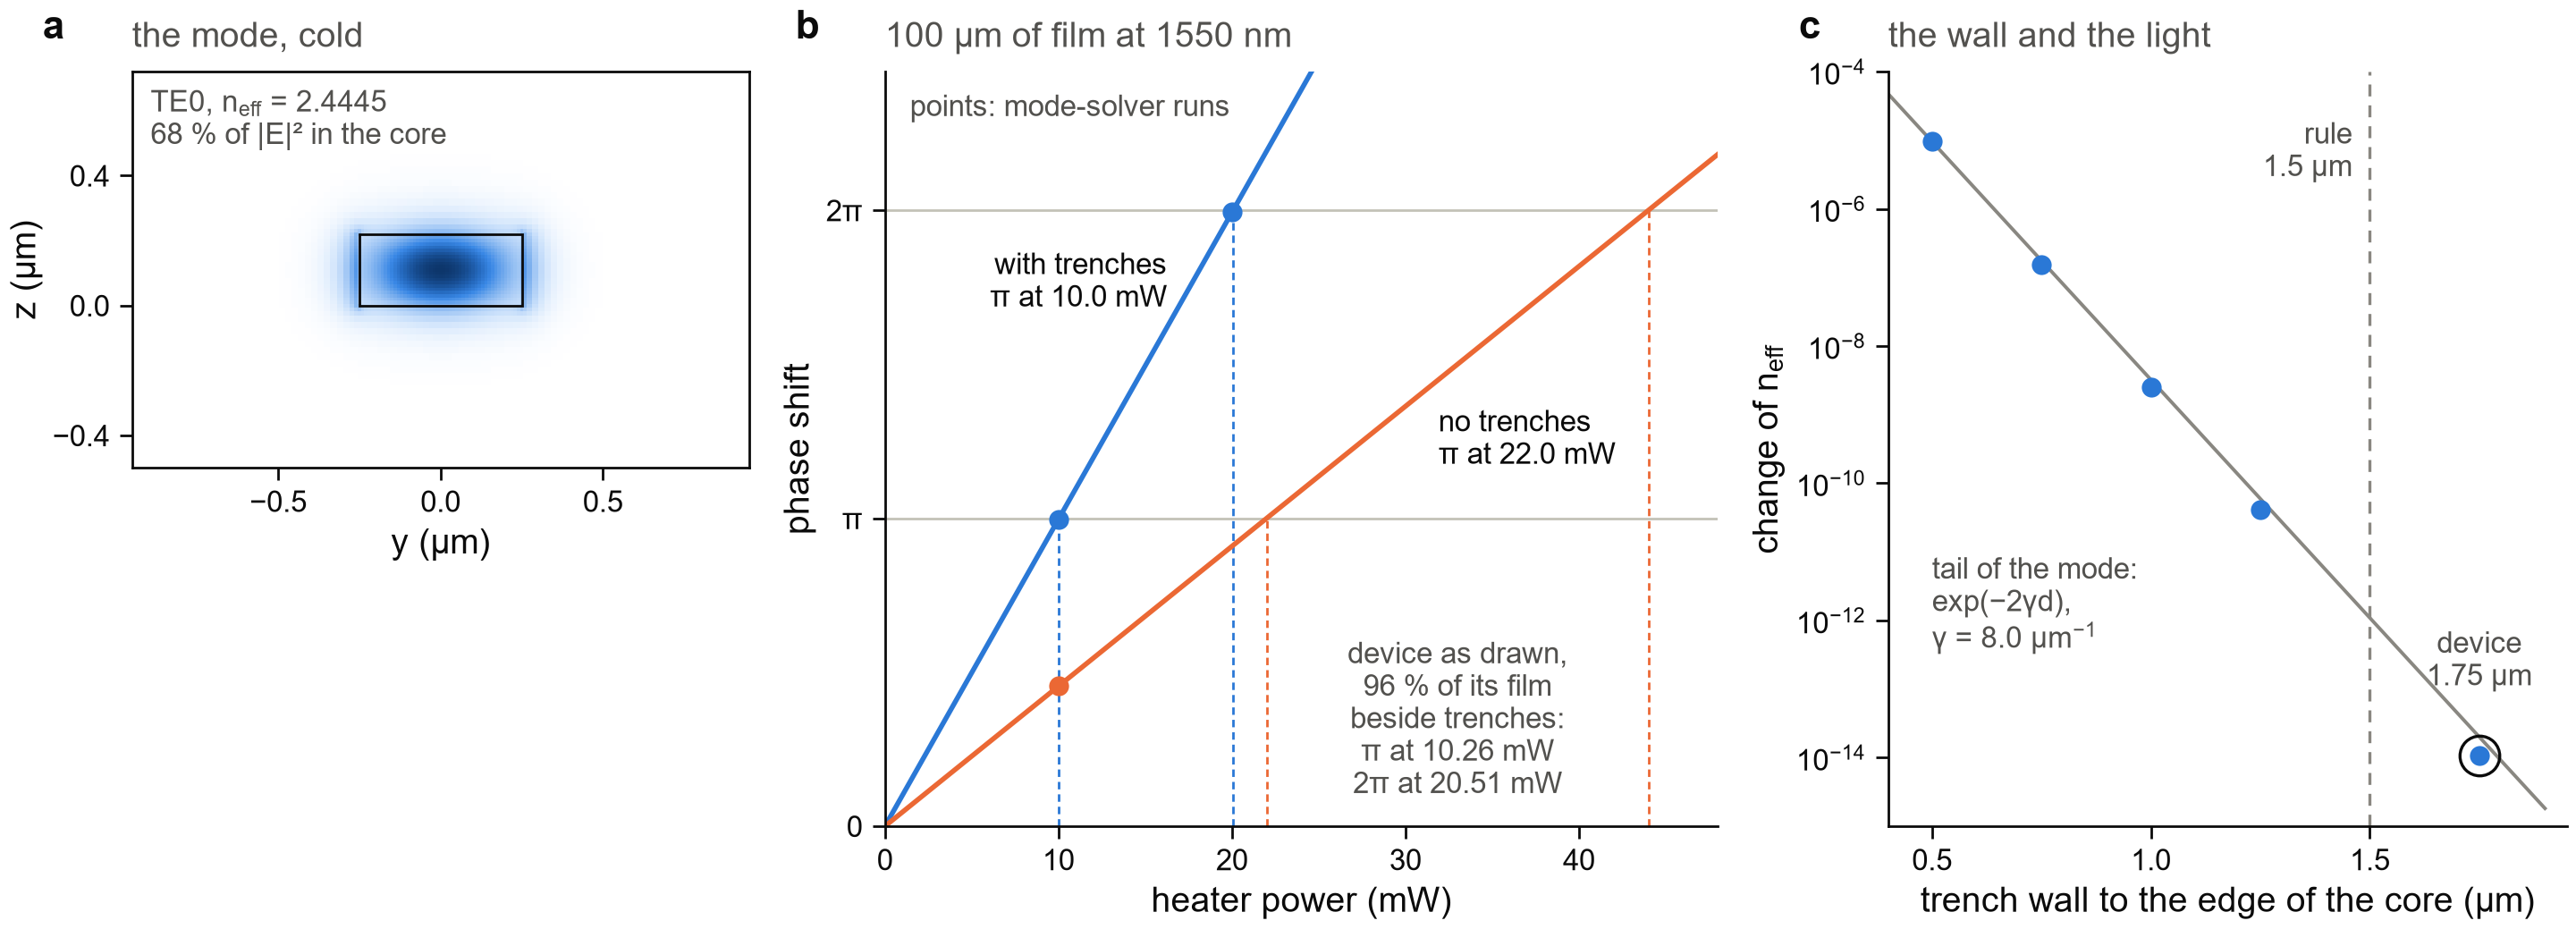 a
the mode, cold
TE0, neff = 2.4445
68 % of |E|² in the core
0.4
0.0
−0.4
z (µm)
−0.5
0.0
0.5
y (µm)
b
100 µm of film at 1550 nm
points: mode-solver runs
2π
π
0
phase shift
with trenches
π at 10.0 mW
no trenches
π at 22.0 mW
device as drawn,
96 % of its film
beside trenches:
π at 10.26 mW
2π at 20.51 mW
0
10
20
30
40
heater power (mW)
c
the wall and the light
10⁻⁴
10⁻⁶
10⁻⁸
10⁻¹⁰
10⁻¹²
10⁻¹⁴
change of neff
rule
1.5 µm
tail of the mode:
exp(−2γd),
γ = 8.0 µm⁻¹
device
1.75 µm
0.5
1.0
1.5
trench wall to the edge of the core (µm)